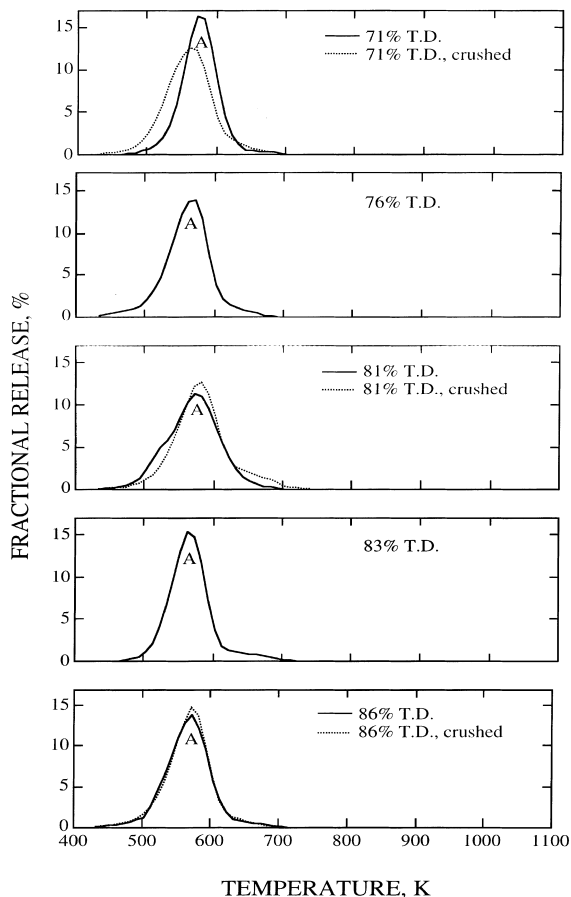 15
10
5
0
A
71% T.D.
71% T.D., crushed
15
10
5
0
A
76% T.D.
15
10
5
0
A
81% T.D.
81% T.D., crushed
15
10
5
0
A
83% T.D.
15
10
5
0
A
86% T.D.
86% T.D., crushed
400 500 600 700 800 900 1000 1100
FRACTIONAL RELEASE, %
TEMPERATURE, K